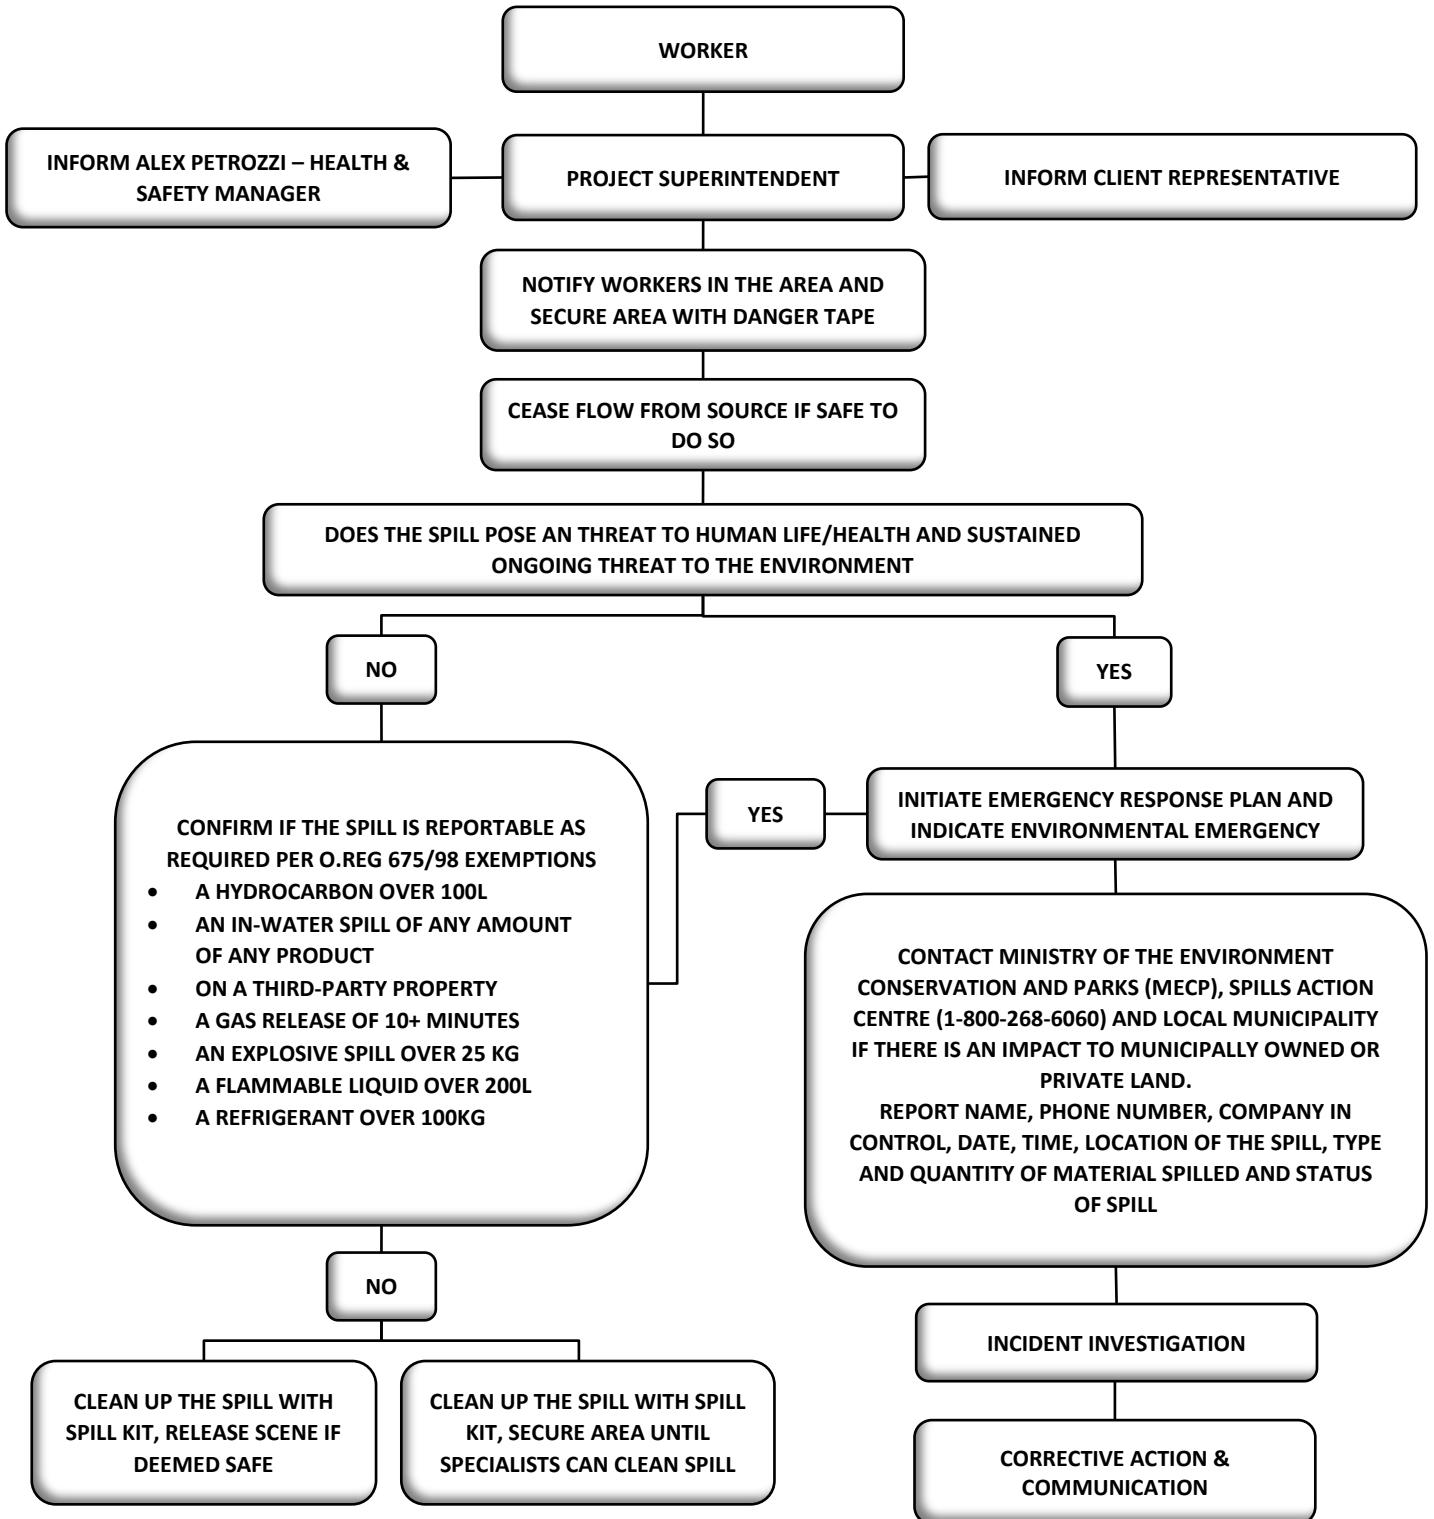 WORKER
INFORM ALEX PETROZZI – HEALTH &
SAFETY MANAGER
PROJECT SUPERINTENDENT
INFORM CLIENT REPRESENTATIVE
NOTIFY WORKERS IN THE AREA AND
SECURE AREA WITH DANGER TAPE
CEASE FLOW FROM SOURCE IF SAFE TO
DO SO
DOES THE SPILL POSE AN THREAT TO HUMAN LIFE/HEALTH AND SUSTAINED
ONGOING THREAT TO THE ENVIRONMENT
NO
YES
CONFIRM IF THE SPILL IS REPORTABLE AS
REQUIRED PER O.REG 675/98 EXEMPTIONS
• A HYDROCARBON OVER 100L
• AN IN-WATER SPILL OF ANY AMOUNT
OF ANY PRODUCT
• ON A THIRD-PARTY PROPERTY
• A GAS RELEASE OF 10+ MINUTES
• AN EXPLOSIVE SPILL OVER 25 KG
• A FLAMMABLE LIQUID OVER 200L
• A REFRIGERANT OVER 100KG
YES
INITIATE EMERGENCY RESPONSE PLAN AND
INDICATE ENVIRONMENTAL EMERGENCY
CONTACT MINISTRY OF THE ENVIRONMENT
CONSERVATION AND PARKS (MECP), SPILLS ACTION
CENTRE (1-800-268-6060) AND LOCAL MUNICIPALITY
IF THERE IS AN IMPACT TO MUNICIPALLY OWNED OR
PRIVATE LAND.
REPORT NAME, PHONE NUMBER, COMPANY IN
CONTROL, DATE, TIME, LOCATION OF THE SPILL, TYPE
AND QUANTITY OF MATERIAL SPILLED AND STATUS
OF SPILL
NO
CLEAN UP THE SPILL WITH
SPILL KIT, RELEASE SCENE IF
DEEMED SAFE
CLEAN UP THE SPILL WITH SPILL
KIT, SECURE AREA UNTIL
SPECIALISTS CAN CLEAN SPILL
INCIDENT INVESTIGATION
CORRECTIVE ACTION &
COMMUNICATION